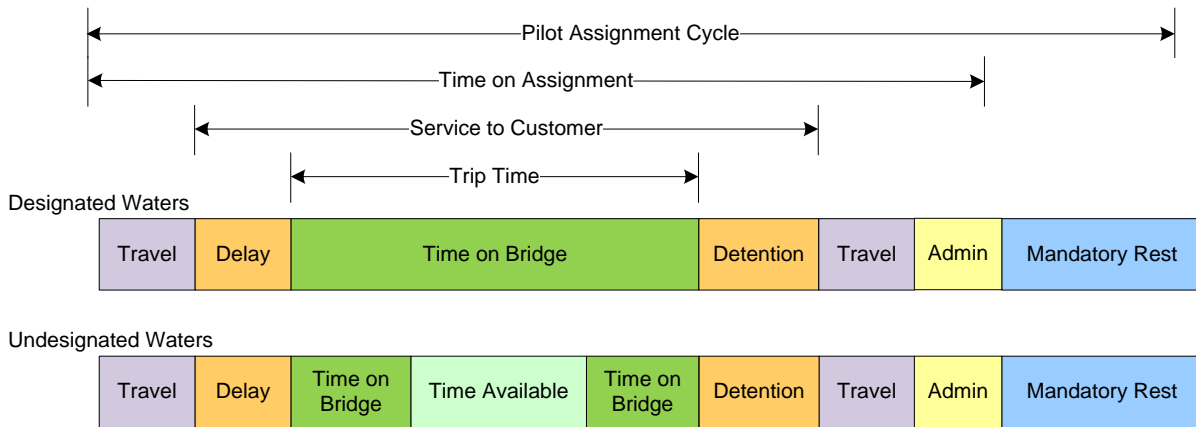 Pilot Assignment Cycle
Time on Assignment
Service to Customer
Trip Time
Designated Waters
Travel Delay Time on Bridge Detention Travel Admin Mandatory Rest
Undesignated Waters
Travel Delay Time on Bridge Time Available Time on Bridge Detention Travel Admin Mandatory Rest